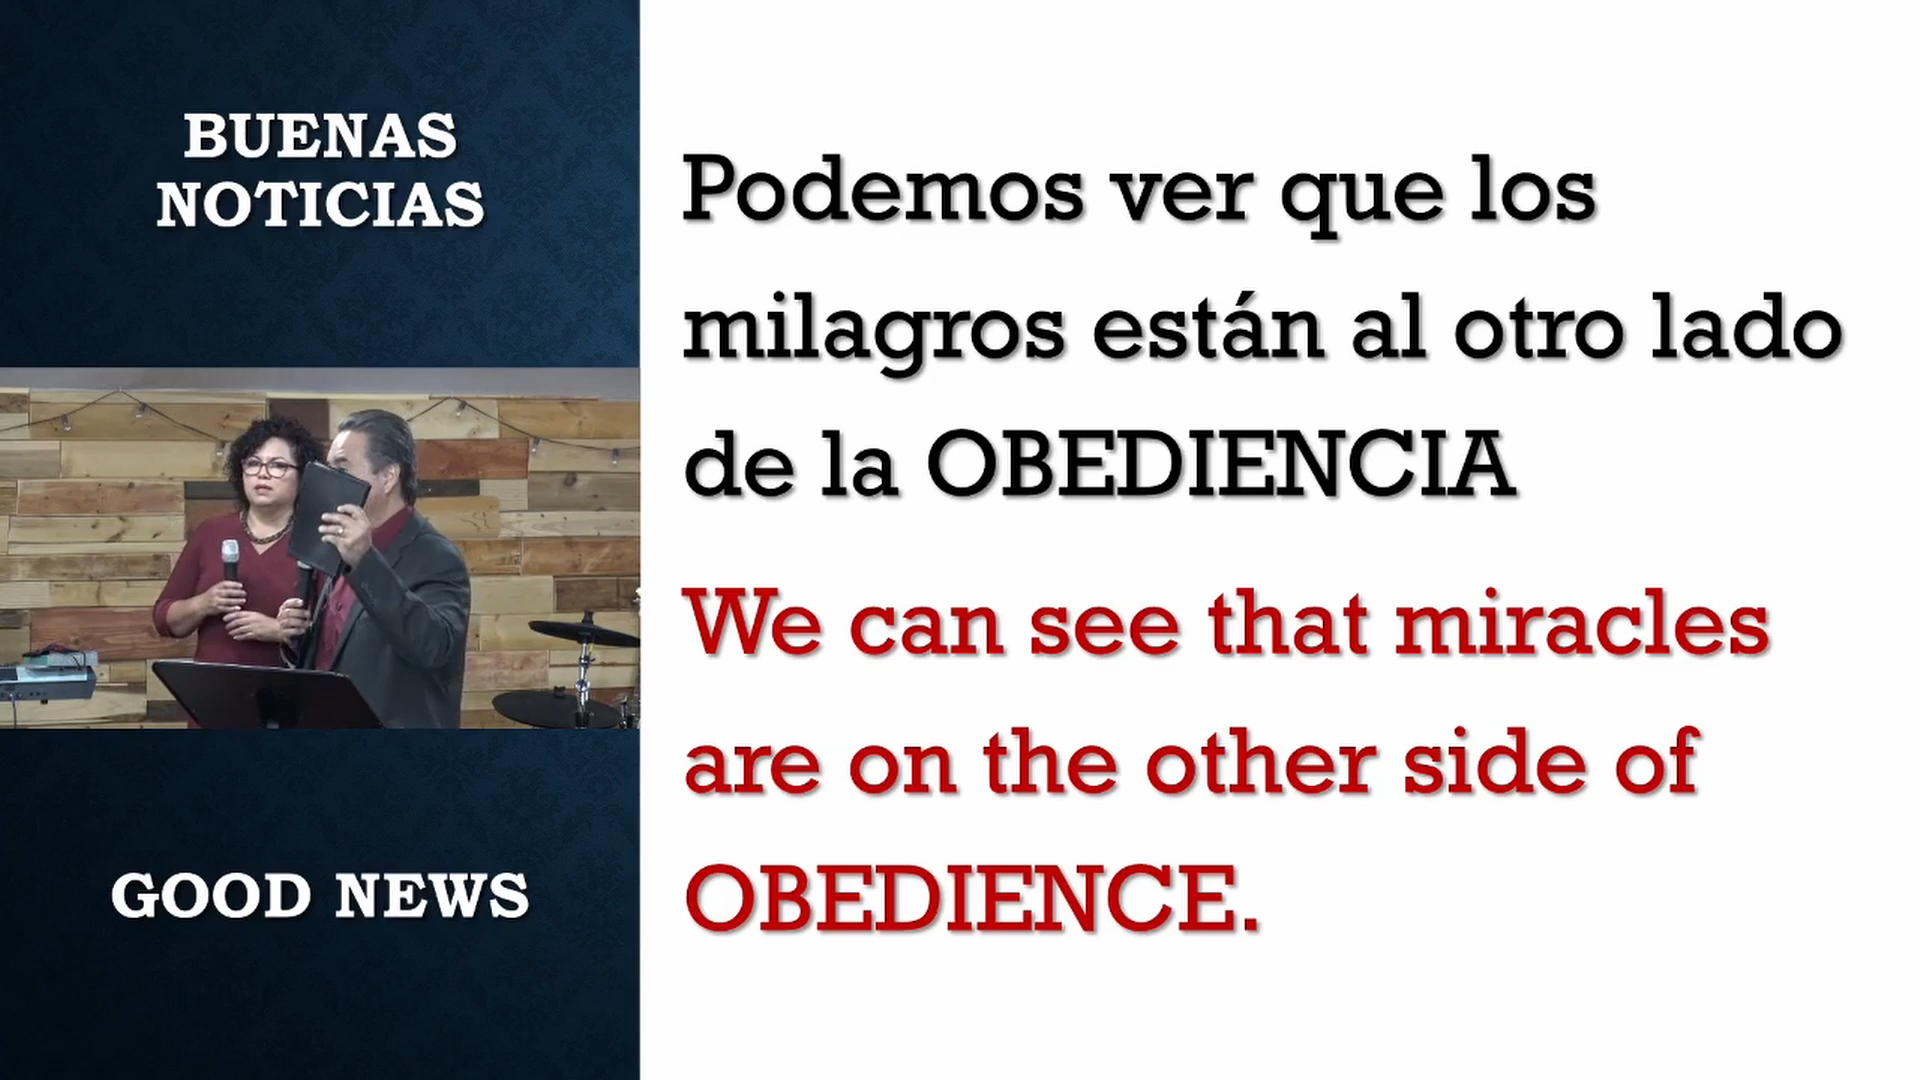 BUENAS
NOTICIAS
GOOD NEWS
Podemos ver que los
milagros están al otro lado
de la OBEDIENCIA
We can see that miracles
are on the other side of
OBEDIENCE.